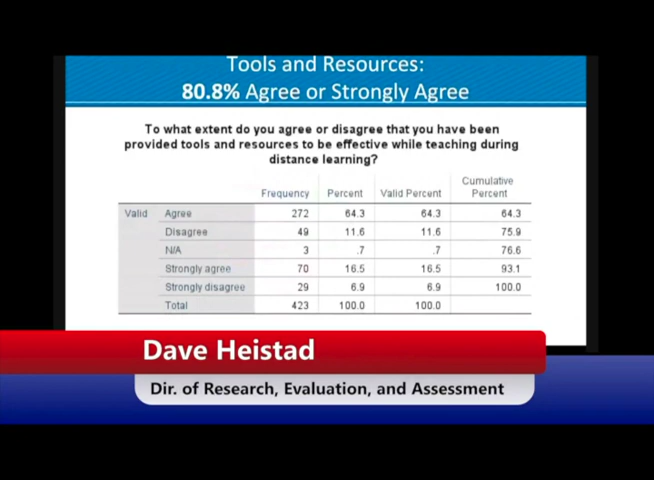 Tools and Resources:
80.8% Agree or Strongly Agree
To what extent do you agree or disagree that you have been
provided tools and resources to be effective while teaching during
distance learning?
Frequency Percent Valid Percent Cumulative Percent
Valid Agree 272 64.3 64.3 64.3
Disagree 49 11.6 11.6 75.9
N/A 3 .7 .7 76.6
Strongly agree 70 16.5 16.5 93.1
Strongly disagree 29 6.9 6.9 100.0
Total 423 100.0 100.0
Dave Heistad
Dir. of Research, Evaluation, and Assessment